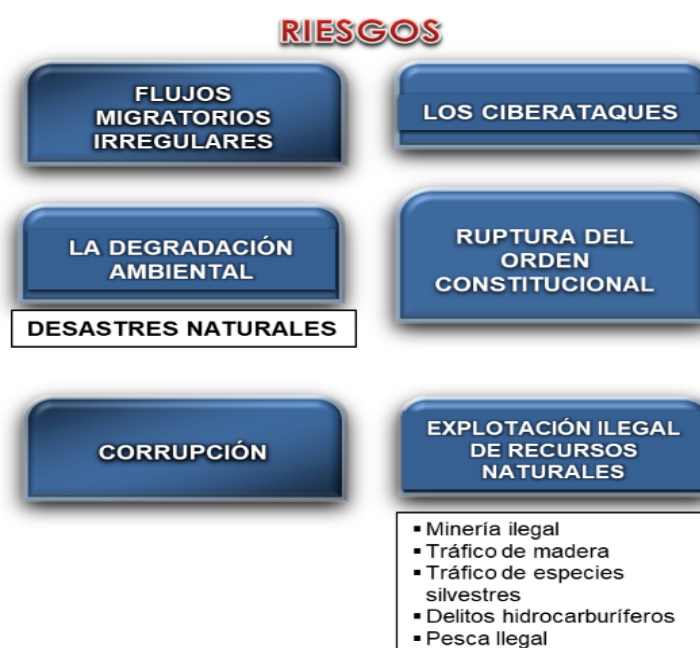 RIESGOS
FLUJOS
MIGRATORIOS
IRREGULARES
LOS CIBERATAQUES
LA DEGRADACIÓN
AMBIENTAL
DESASTRES NATURALES
RUPTURA DEL
ORDEN
CONSTITUCIONAL
CORRUPCIÓN
EXPLOTACIÓN ILEGAL
DE RECURSOS
NATURALES
▪ Minería ilegal
▪ Tráfico de madera
▪ Tráfico de especies
silvestres
▪ Delitos hidrocarburíferos
▪ Pesca Ilegal